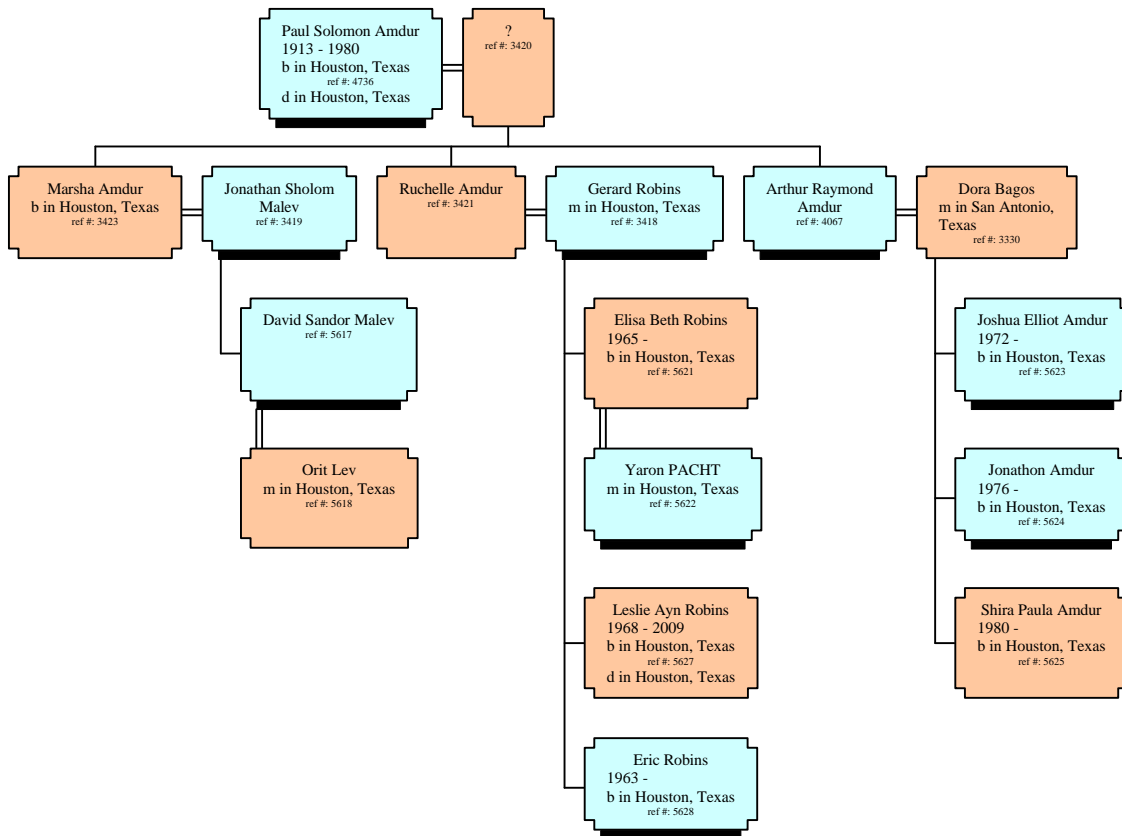 Paul Solomon Amdur
1913 - 1980
b in Houston, Texas
ref #: 4736
d in Houston, Texas
?
ref #: 3420
Marsha Amdur
b in Houston, Texas
ref #: 3423
Jonathan Sholom
Malev
ref #: 3419
Ruchelle Amdur
ref #: 3421
Gerard Robins
m in Houston, Texas
ref #: 3418
Arthur Raymond
Amdur
ref #: 4067
Dora Bagos
m in San Antonio,
Texas
ref #: 3330
David Sandor Malev
ref #: 5617
Orit Lev
m in Houston, Texas
ref #: 5618
Elisa Beth Robins
1965 -
b in Houston, Texas
ref #: 5621
Yaron PACHT
m in Houston, Texas
ref #: 5622
Leslie Ayn Robins
1968 - 2009
b in Houston, Texas
ref #: 5627
d in Houston, Texas
Eric Robins
1963 -
b in Houston, Texas
ref #: 5628
Joshua Elliot Amdur
1972 -
b in Houston, Texas
ref #: 5623
Jonathon Amdur
1976 -
b in Houston, Texas
ref #: 5624
Shira Paula Amdur
1980 -
b in Houston, Texas
ref #: 5625